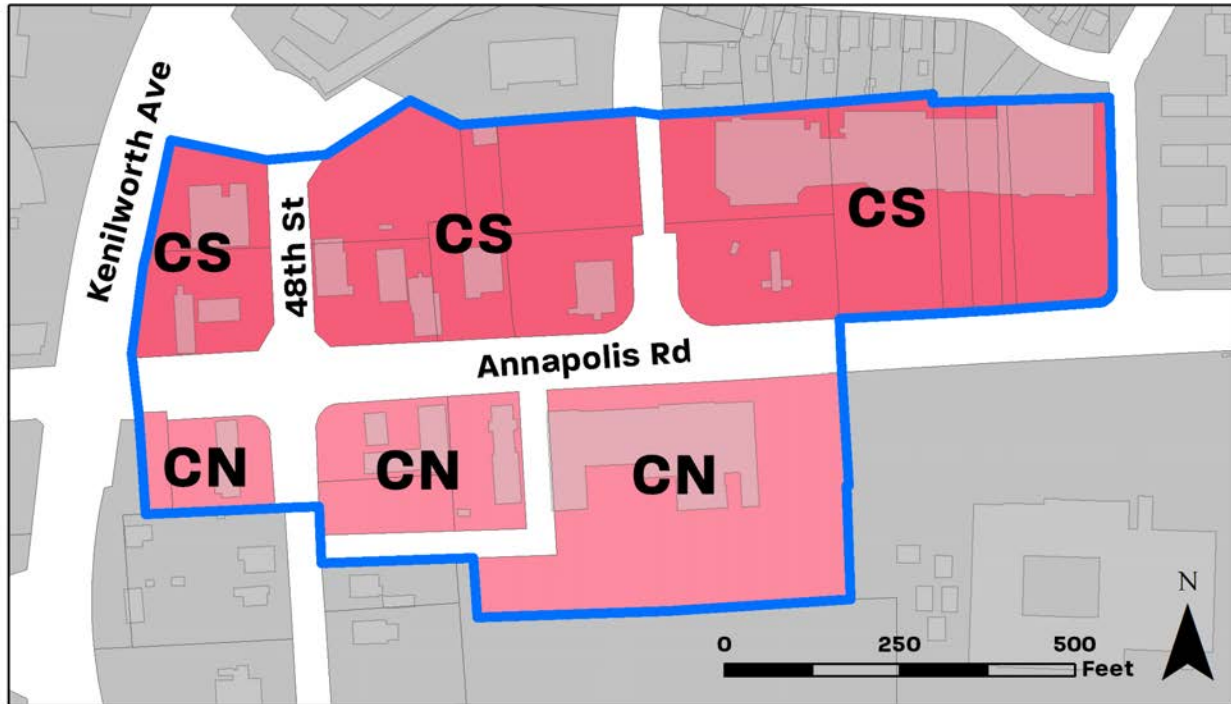 Kenilworth Ave
48th St
CS
CS
CS
Annapolis Rd
CN
CN
CN
N
0 250 500
Feet